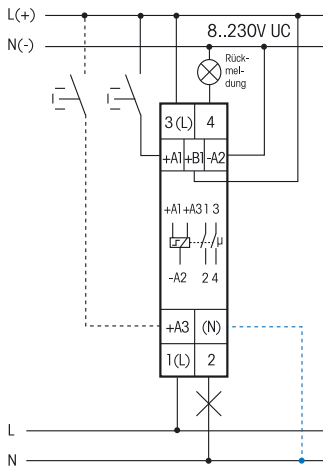 L(+)
N(-)
8..230V UC
Rück-
mel-
dung
3(L) 4
+A1 +B1 -A2
+A1 +A3 1 3
µ
-A2 2 4
+A3 (N)
1(L) 2
L
N